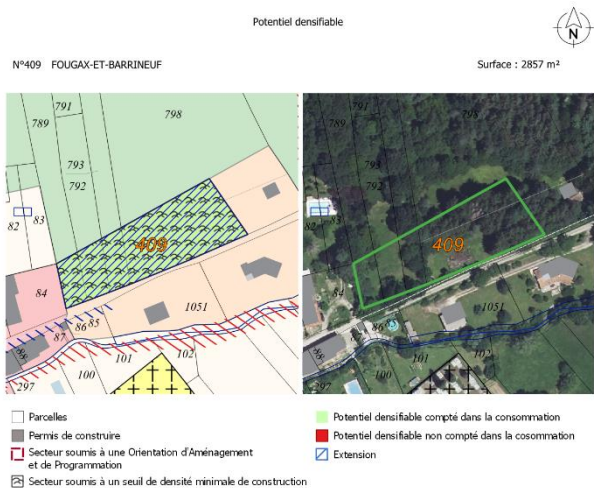 Potentiel densifiable
N
N°409 FOUGAX-ET-BARRINEUF
Surface : 2857 m²
791
789
798
793
792
82
83
409
84
1051
86
85
87
88
101
102
100
297
791
789
798
793
792
82
83
409
84
1051
86
88
101
102
100
297
Parcelles
Permis de construire
Secteur soumis à une Orientation d'Aménagement
et de Programmation
Secteur soumis à un seuil de densité minimale de construction
Potentiel densifiable compté dans la consommation
Potentiel densifiable non compté dans la cosommation
Extension